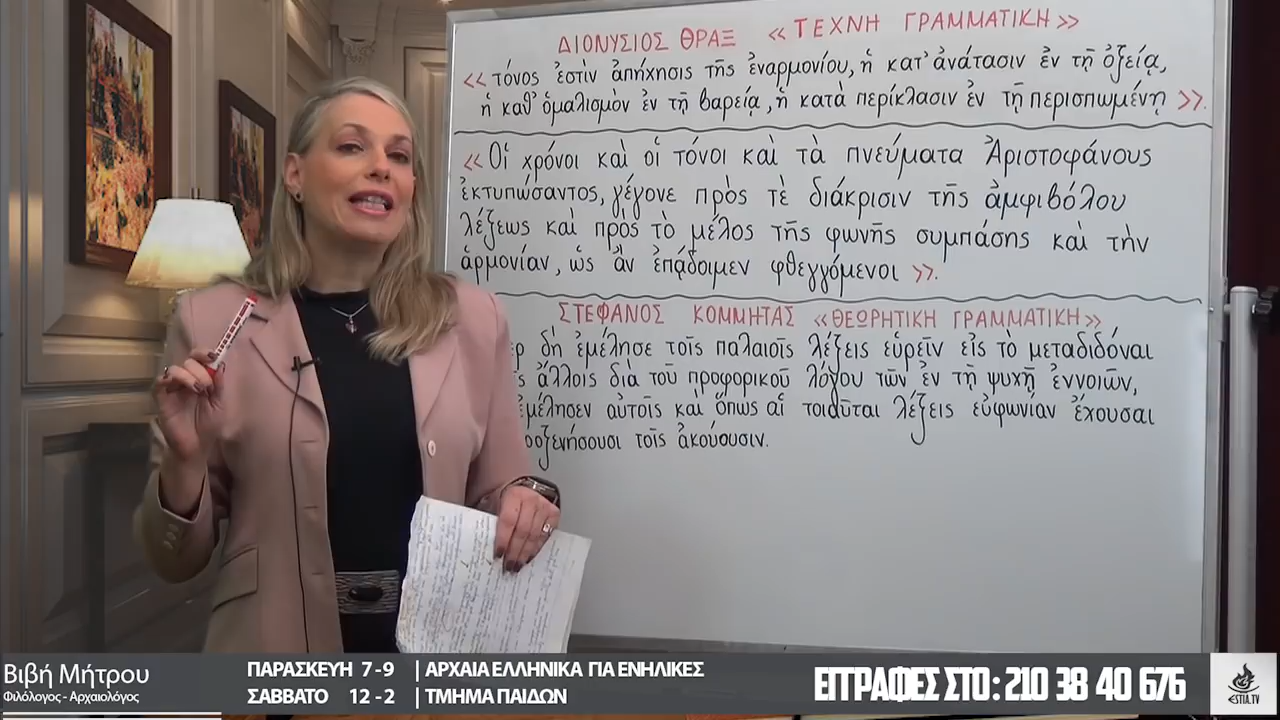 ΔΙΟΝΥΣΙΟΣ ΘΡΑΞ «ΤΕΧΝΗ ΓΡΑΜΜΑΤΙΚΗ»
«τόνος ἐστὶν ἀπήχησις τῆς ἐναρμονίου, ἡ κατ' ἀνάτασιν ἐν τῇ ὀξείᾳ,
ἡ καθ' ὁμαλισμὸν ἐν τῇ βαρείᾳ, ἡ κατὰ περίκλασιν ἐν τῇ περισπωμένῃ».
«Οἱ χρόνοι καὶ οἱ τόνοι καὶ τὰ πνεύματα Ἀριστοφάνους
ἐκτυπώσαντος, γέγονε πρὸς τὲ διάκρισιν τῆς ἀμφιβόλου
λέξεως καὶ πρὸς τὸ μέλος τῆς φωνῆς συμπάσης καὶ τὴν
ἁρμονίαν, ὡς ἂν ἐπᾴδοιμεν φθεγγόμενοι».
ΣΤΕΦΑΝΟΣ ΚΟΜΜΗΤΑΣ «ΘΕΩΡΗΤΙΚΗ ΓΡΑΜΜΑΤΙΚΗ»
δὴ ἐμέλησε τοῖς παλαιοῖς λέξεις εὑρεῖν εἰς τὸ μεταδιδόναι
ἄλλοις διὰ τοῦ προφορικοῦ λόγου τῶν ἐν τῇ ψυχῇ ἐννοιῶν,
ἐμέλησεν αὐτοῖς καὶ ὅπως αἱ τοιαῦται λέξεις εὐφωνίαν ἔχουσαι
τοῖς ἀκούουσιν.
Βιβή Μήτρου
Φιλόλογος - Αρχαιολόγος
ΠΑΡΑΣΚΕΥΗ 7 - 9 | ΑΡΧΑΙΑ ΕΛΛΗΝΙΚΑ ΓΙΑ ΕΝΗΛΙΚΕΣ
ΣΑΒΒΑΤΟ 12 - 2 | ΤΜΗΜΑ ΠΑΙΔΩΝ
ΕΓΓΡΑΦΕΣ ΣΤΟ : 210 38 40 676
ESTIA.TV